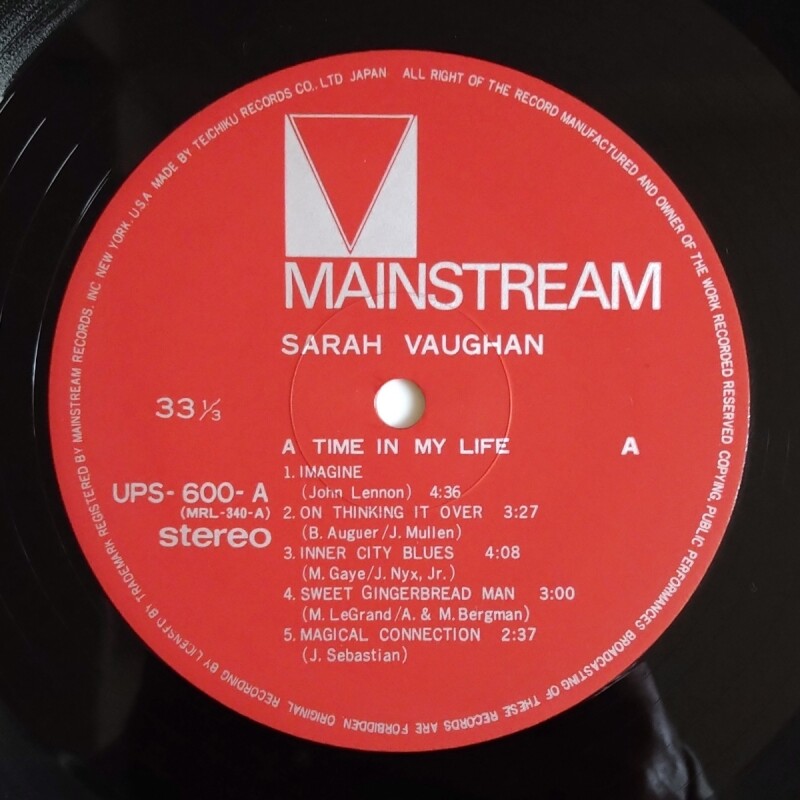 REGISTERED BY MAINSTREAM RECORDS. INC NEW YORK. U.S.A MADE BY TEICHIKU RECORDS CO., LTD JAPAN ALL RIGHT OF THE RECORD MANUFACTURED AND OWNER OF THE WORK RECORDED RESERVED COPYING, PUBLIC PERFORMANCES BROADCASTING OF THESE RECORDS ARE FORBIDDEN ORIGINAL RECORDING BY LICENSED BY TRADEMARK
MAINSTREAM
SARAH VAUGHAN
33 1/3
A TIME IN MY LIFE A
1. IMAGINE
(John Lennon) 4:36
UPS-600-A
(MRL-340-A)
stereo
2. ON THINKING IT OVER 3:27
(B. Auguer/J. Mullen)
3. INNER CITY BLUES 4:08
(M. Gaye/J. Nyx, Jr.)
4. SWEET GINGERBREAD MAN 3:00
(M. LeGrand/A. & M. Bergman)
5. MAGICAL CONNECTION 2:37
(J. Sebastian)